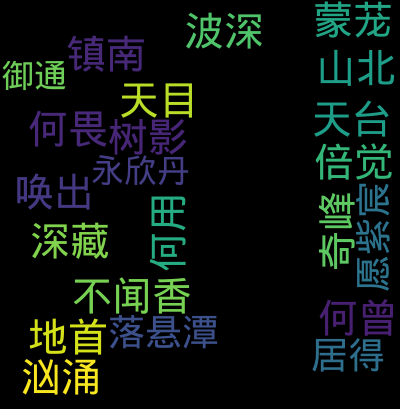 蒙茏
波深
镇南
山北
御通
天目
天台
何畏
树影
倍觉
永欣丹
唤出
何用
奇峰
愿紫宸
深藏
不闻香
何曾
地首
落悬潭
居得
汹涌